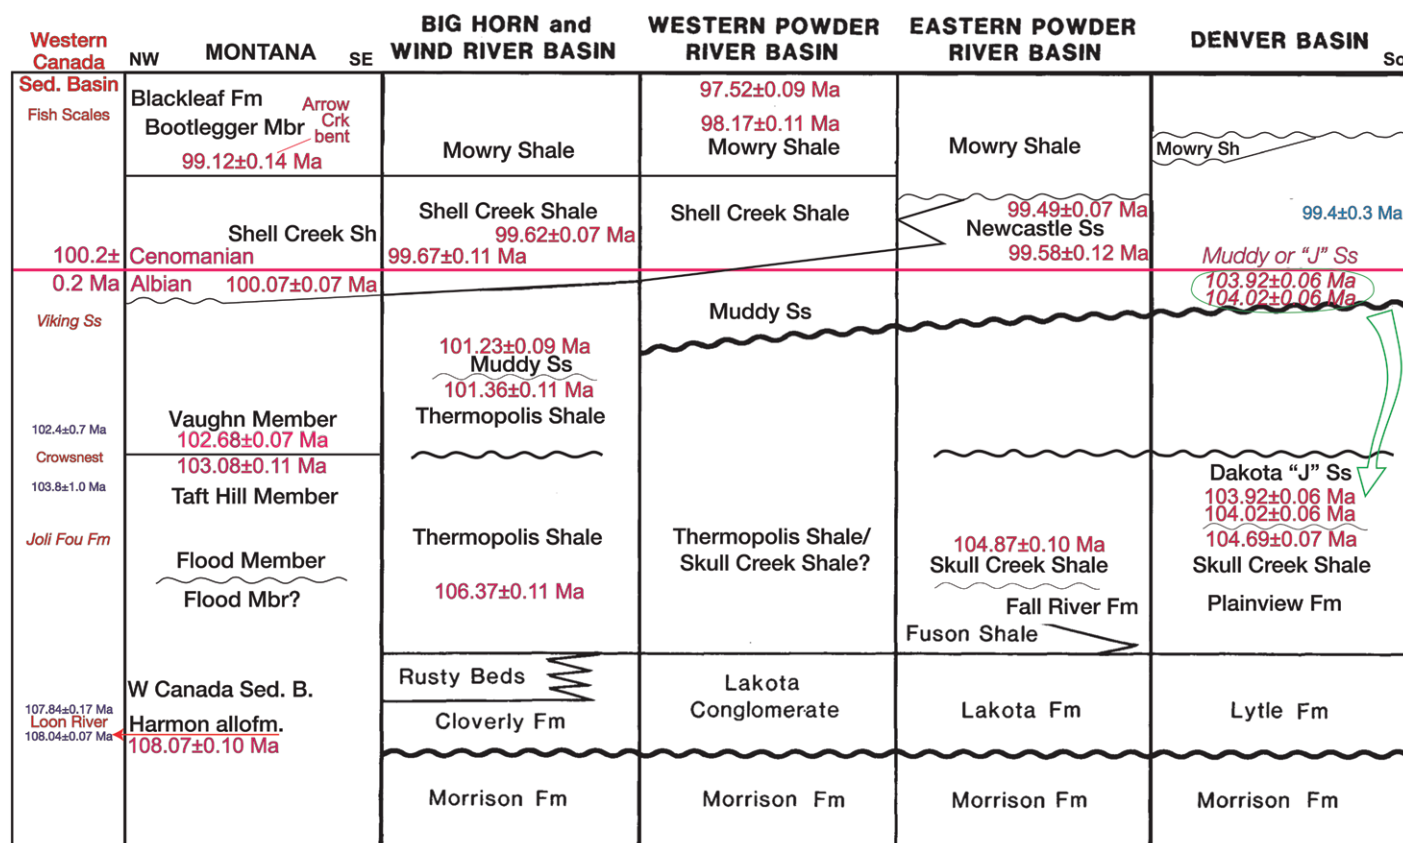 Western
Canada
Sed. Basin
NW MONTANA SE
BIG HORN and
WIND RIVER BASIN
WESTERN POWDER
RIVER BASIN
EASTERN POWDER
RIVER BASIN
DENVER BASIN
So
Fish Scales
100.2±
0.2 Ma
Viking Ss
102.4±0.7 Ma
Crowsnest
103.8±1.0 Ma
Joli Fou Fm
107.84±0.17 Ma
Loon River
108.04±0.07 Ma
Blackleaf Fm
Arrow
Crk
bent
Bootlegger Mbr
99.12±0.14 Ma
Shell Creek Sh
Cenomanian
Albian 100.07±0.07 Ma
Vaughn Member
102.68±0.07 Ma
103.08±0.11 Ma
Taft Hill Member
Flood Member
Flood Mbr?
W Canada Sed. B.
Harmon allofm.
108.07±0.10 Ma
Mowry Shale
Shell Creek Shale
99.62±0.07 Ma
99.67±0.11 Ma
101.23±0.09 Ma
Muddy Ss
101.36±0.11 Ma
Thermopolis Shale
Thermopolis Shale
106.37±0.11 Ma
Rusty Beds
Cloverly Fm
Morrison Fm
97.52±0.09 Ma
98.17±0.11 Ma
Mowry Shale
Shell Creek Shale
Muddy Ss
Thermopolis Shale/
Skull Creek Shale?
Lakota
Conglomerate
Morrison Fm
Mowry Shale
99.49±0.07 Ma
Newcastle Ss
99.58±0.12 Ma
104.87±0.10 Ma
Skull Creek Shale
Fall River Fm
Fuson Shale
Lakota Fm
Morrison Fm
Mowry Sh
99.4±0.3 Ma
Muddy or “J” Ss
103.92±0.06 Ma
104.02±0.06 Ma
Dakota “J” Ss
103.92±0.06 Ma
104.02±0.06 Ma
104.69±0.07 Ma
Skull Creek Shale
Plainview Fm
Lytle Fm
Morrison Fm